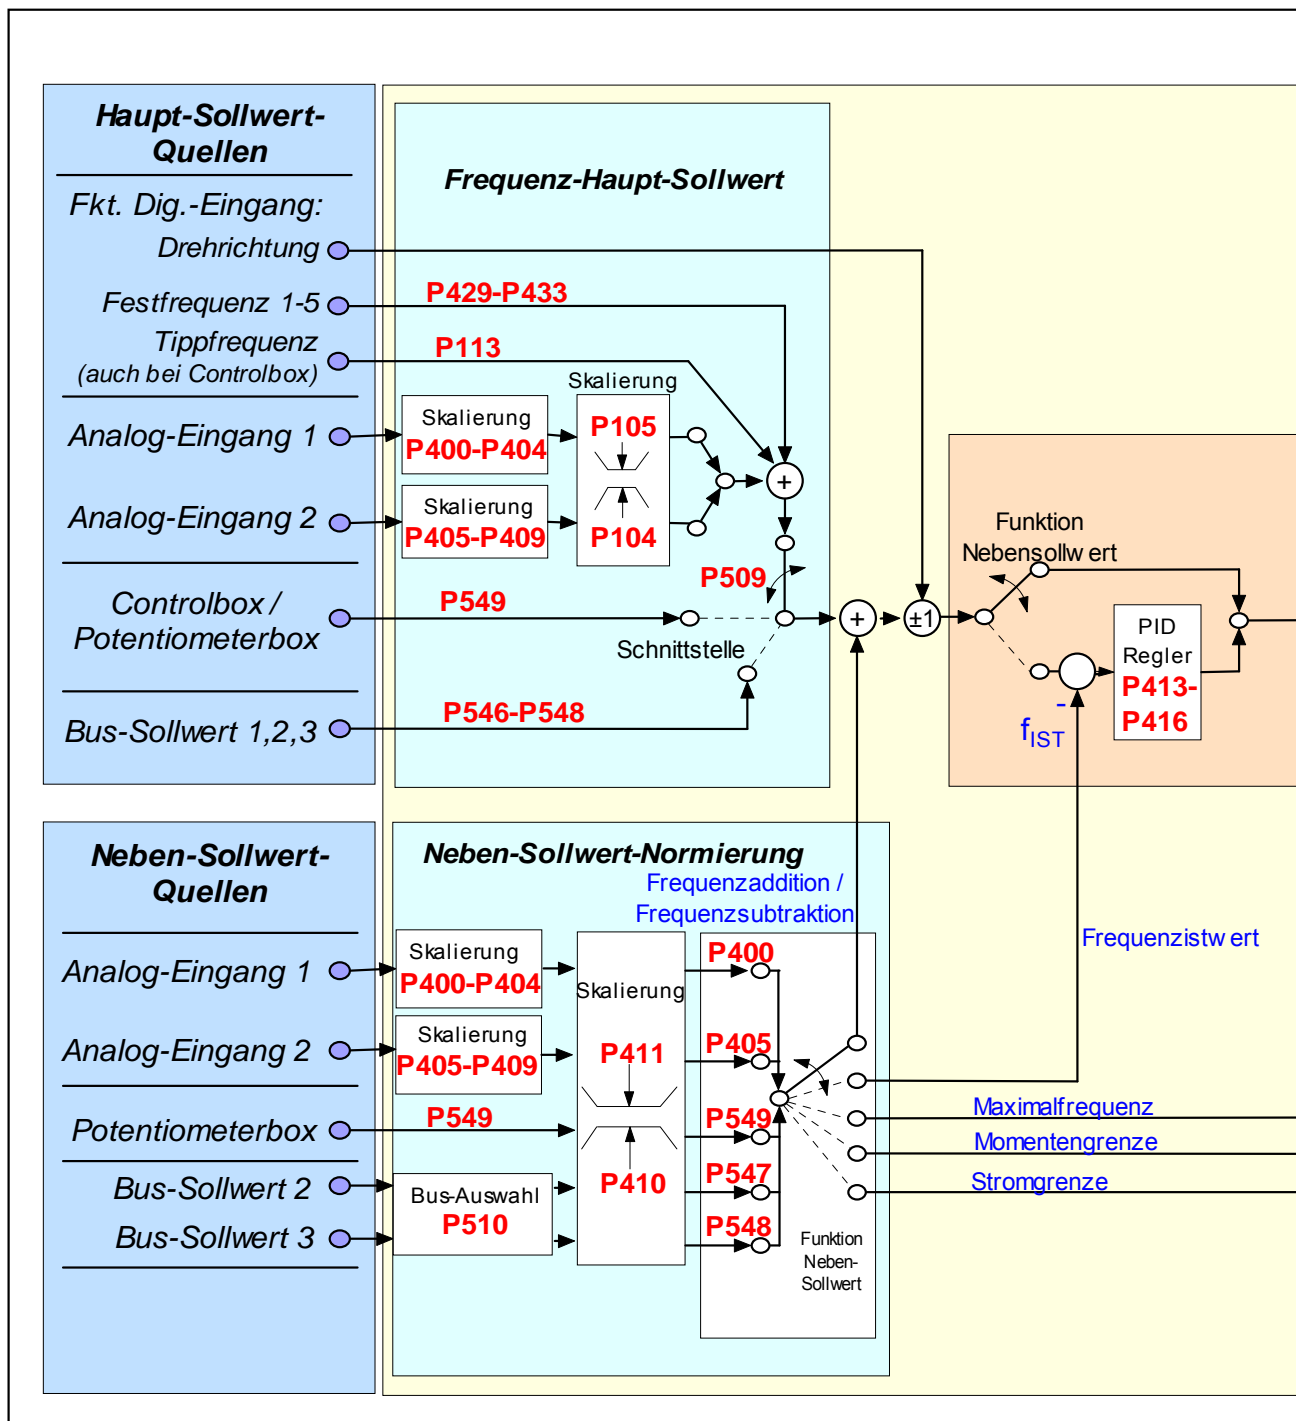 Haupt-Sollwert-
Quellen
Fkt. Dig.-Eingang:
Drehrichtung
Festfrequenz 1-5
Tippfrequenz
(auch bei Controlbox)
Analog-Eingang 1
Analog-Eingang 2
Controlbox /
Potentiometerbox
Bus-Sollwert 1,2,3
Frequenz-Haupt-Sollwert
P429-P433
P113
Skalierung
P400-P404
Skalierung
P405-P409
Skalierung
P105
P104
+
P509
P549
Schnittstelle
P546-P548
+
±1
Funktion
Nebensollwert
PID
Regler
P413-
P416
-
fIST
Neben-Sollwert-
Quellen
Analog-Eingang 1
Analog-Eingang 2
Potentiometerbox
Bus-Sollwert 2
Bus-Sollwert 3
Neben-Sollwert-Normierung
Frequenzaddition /
Frequenzsubtraktion
Skalierung
P400-P404
Skalierung
P405-P409
P549
Bus-Auswahl
P510
Skalierung
P411
P410
P400
P405
P549
P547
P548
Funktion
Neben-
Sollwert
Frequenzistwert
Maximalfrequenz
Momentengrenze
Stromgrenze